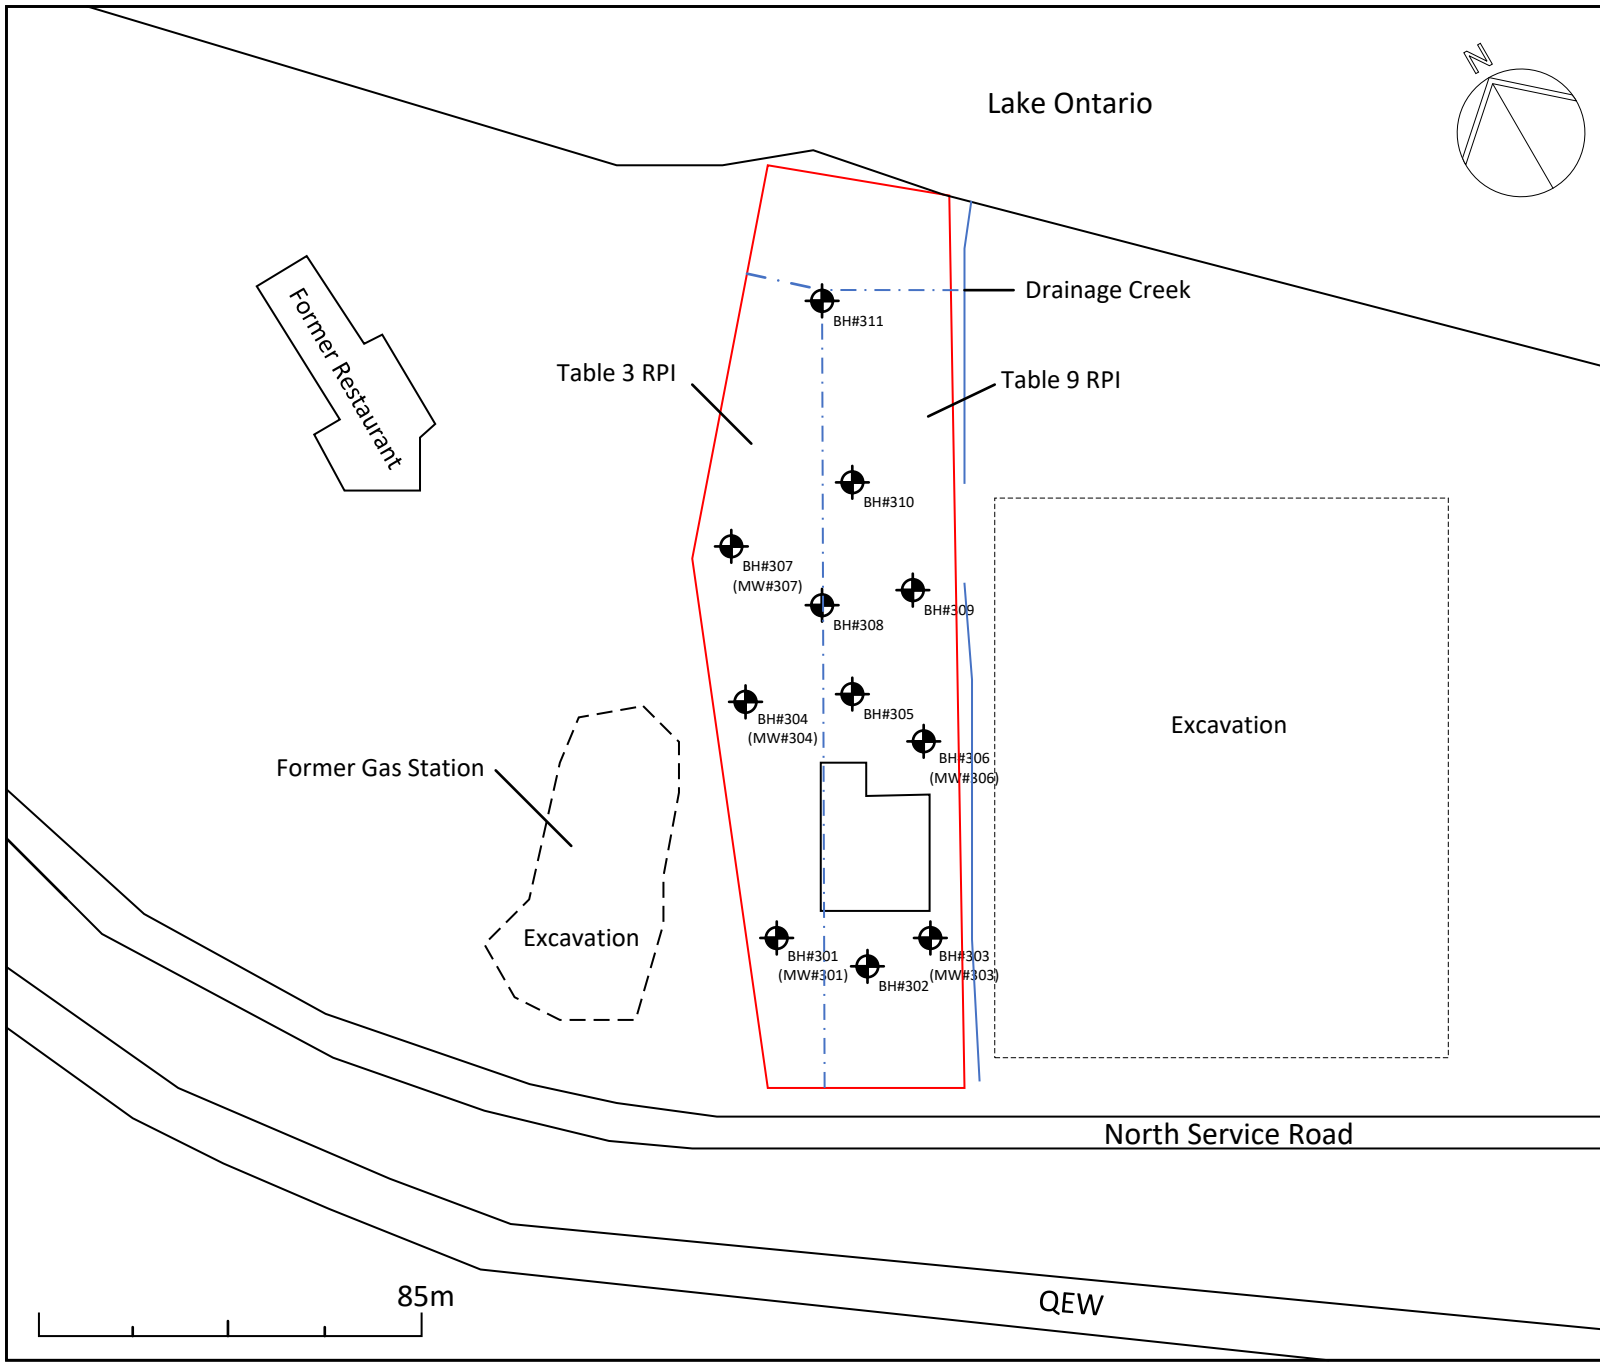 N
Lake Ontario
Drainage Creek
BH#311
Former Restaurant
Table 3 RPI
Table 9 RPI
BH#310
BH#307
(MW#307)
BH#309
BH#308
BH#304
(MW#304)
BH#305
BH#306
(MW#306)
Excavation
Former Gas Station
Excavation
BH#301
(MW#301)
BH#302
BH#303
(MW#303)
North Service Road
85m
QEW